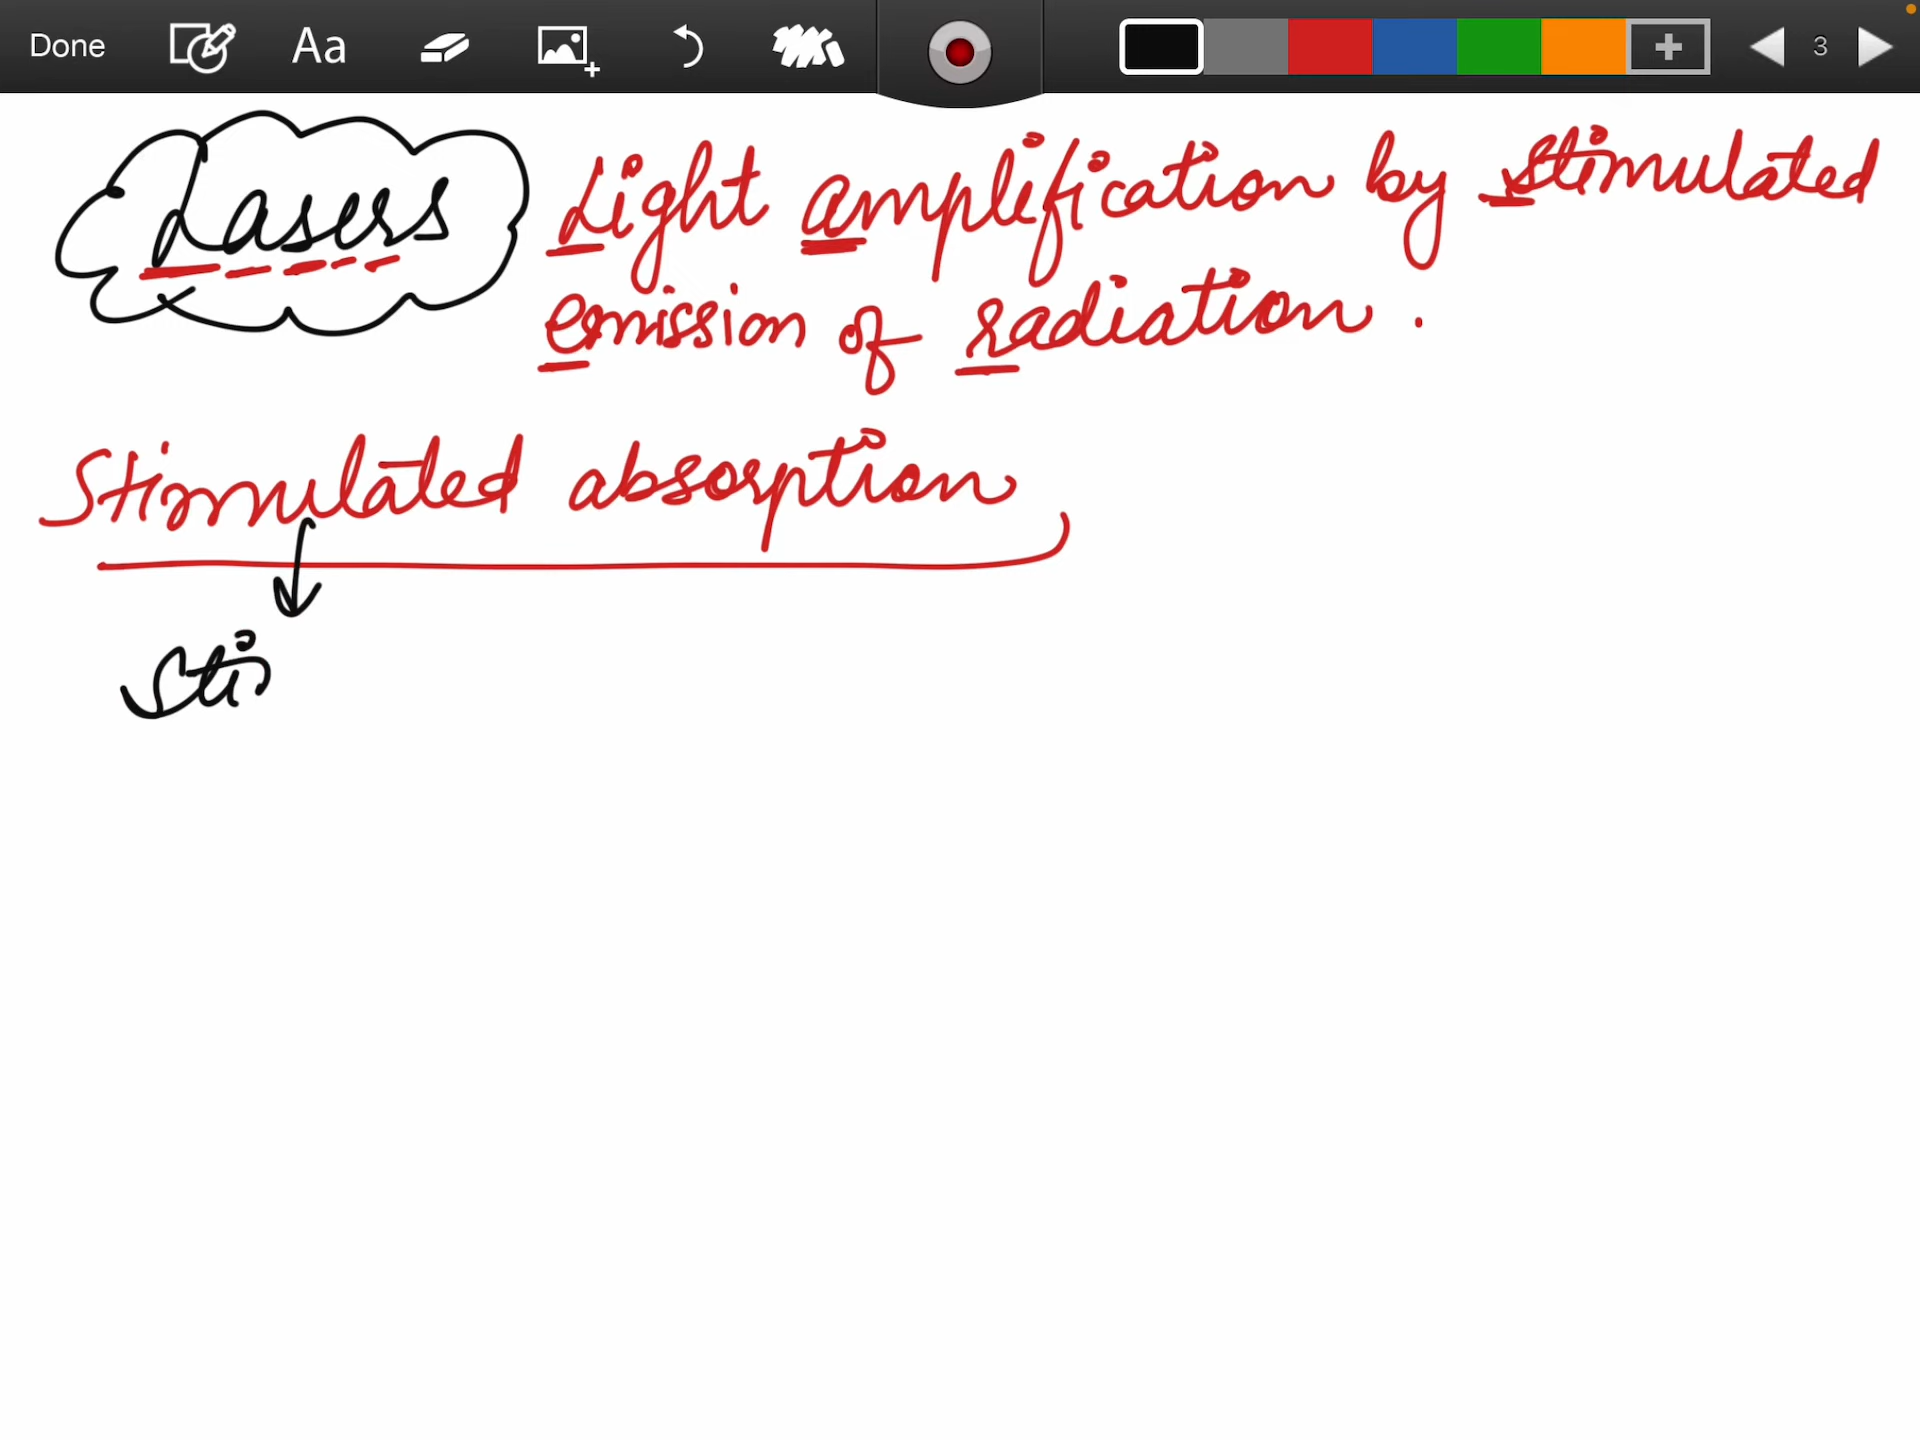 Done Aa 3
Lasers Light amplification by stimulated
emission of radiation.
Stimulated absorption
Sti